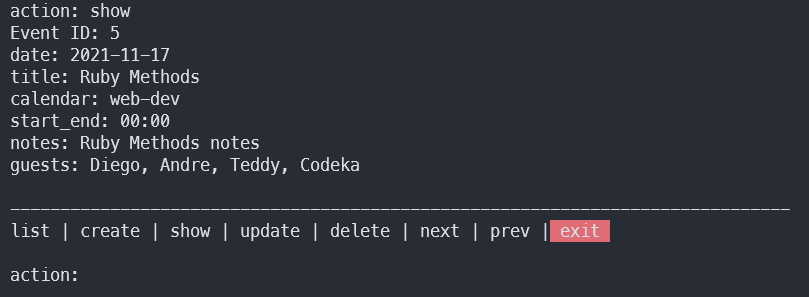 action: show
Event ID: 5
date: 2021-11-17
title: Ruby Methods
calendar: web-dev
start_end: 00:00
notes: Ruby Methods notes
guests: Diego, Andre, Teddy, Codeka
------------------------------------------------------------------------------
list | create | show | update | delete | next | prev | exit
action: